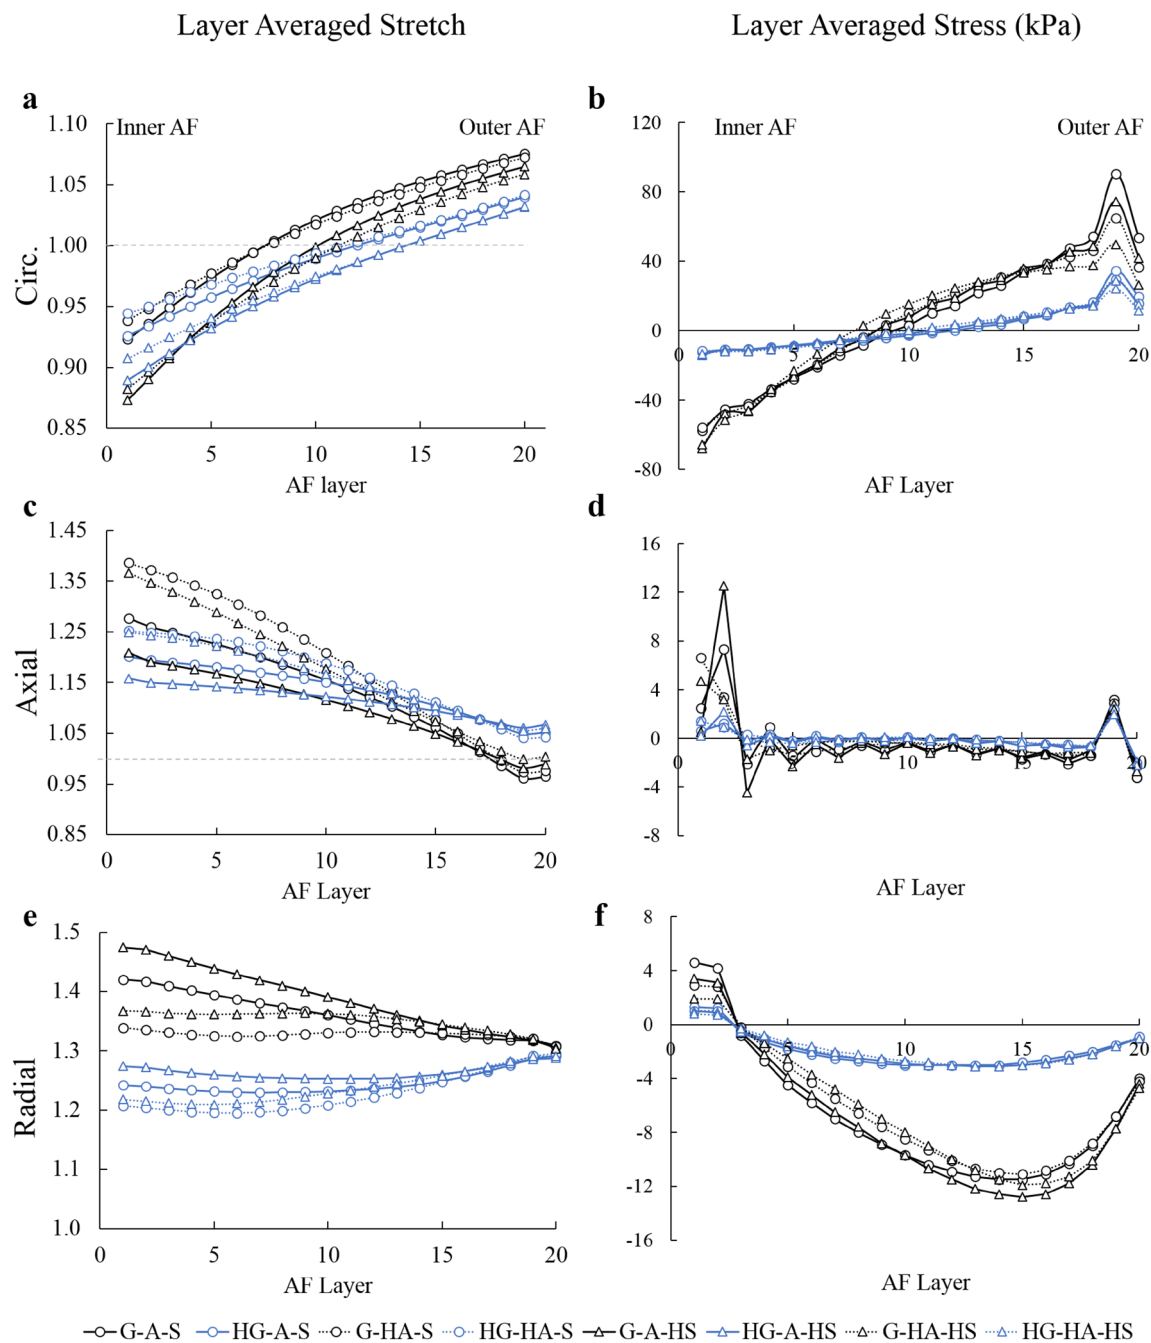 Layer Averaged Stretch
Layer Averaged Stress (kPa)
a
1.10
1.05
1.00
0.95
0.90
0.85
Circ.
Inner AF
Outer AF
0 5 10 15 20
AF layer
b
120
80
40
0
-40
-80
Inner AF
Outer AF
0 5 10 15 20
AF Layer
c
1.45
1.35
1.25
1.15
1.05
0.95
0.85
Axial
0 5 10 15 20
AF Layer
d
16
12
8
4
0
-4
-8
0 5 10 15 20
AF Layer
e
1.5
1.4
1.3
1.2
1.1
1.0
Radial
0 5 10 15 20
AF Layer
f
8
4
0
-4
-8
-12
-16
0 5 10 15 20
AF Layer
G-A-S HG-A-S G-HA-S HG-HA-S G-A-HS HG-A-HS G-HA-HS HG-HA-HS